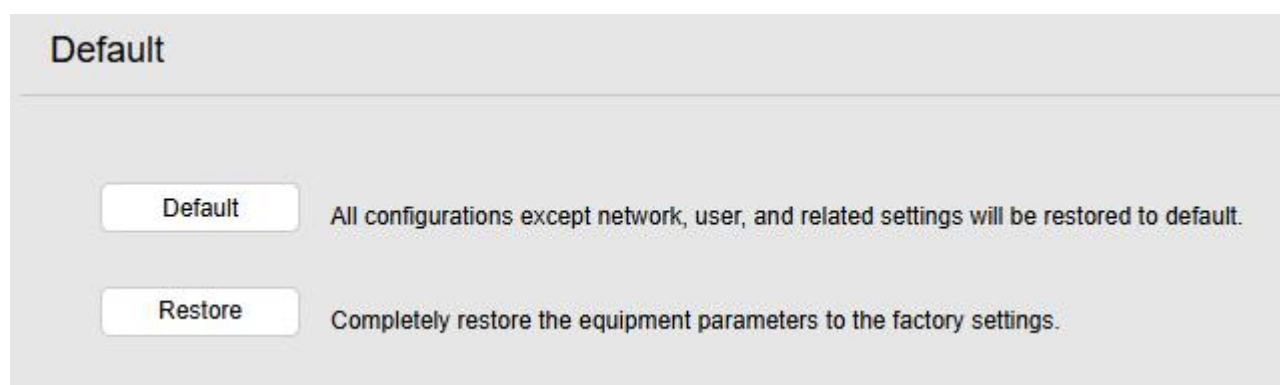 Default
Default
All configurations except network, user, and related settings will be restored to default.
Restore
Completely restore the equipment parameters to the factory settings.